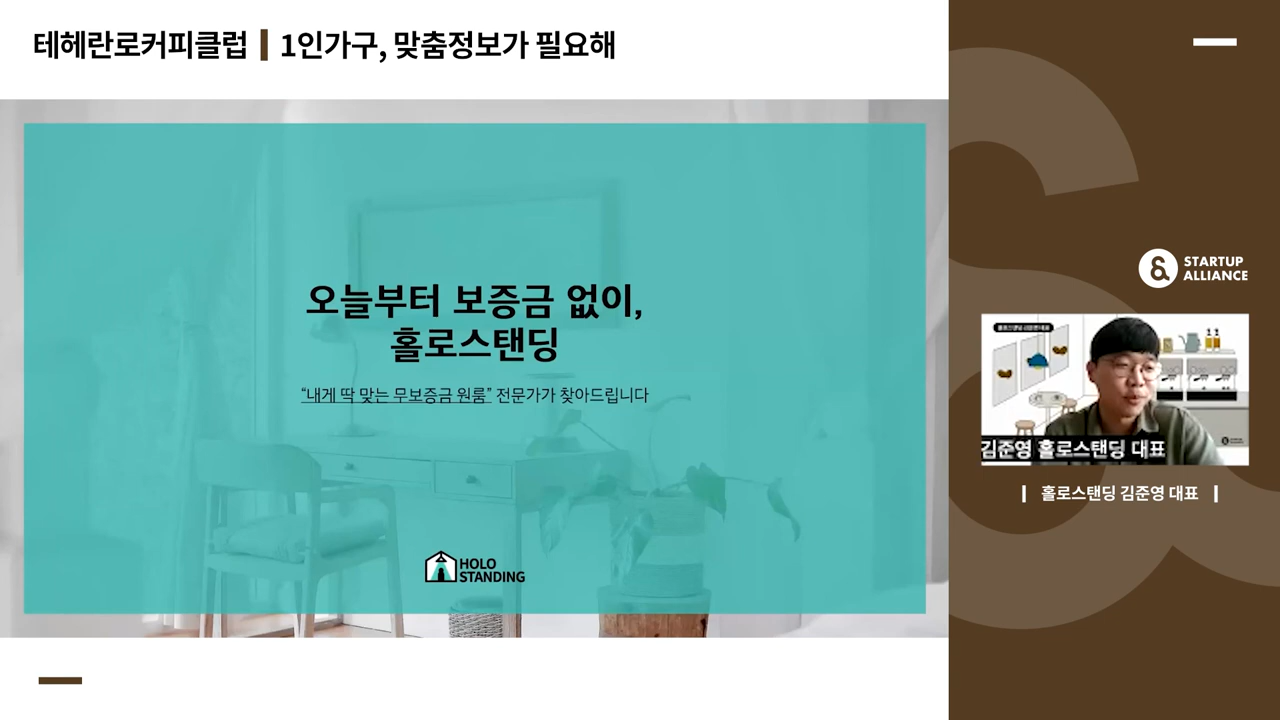 테헤란로커피클럽 | 1인가구, 맞춤정보가 필요해
오늘부터 보증금 없이,
홀로스탠딩
“내게 딱 맞는 무보증금 원룸” 전문가가 찾아드립니다
HOLO
STANDING
STARTUP
ALLIANCE
김준영 홀로스탠딩 대표
| 홀로스탠딩 김준영 대표 |